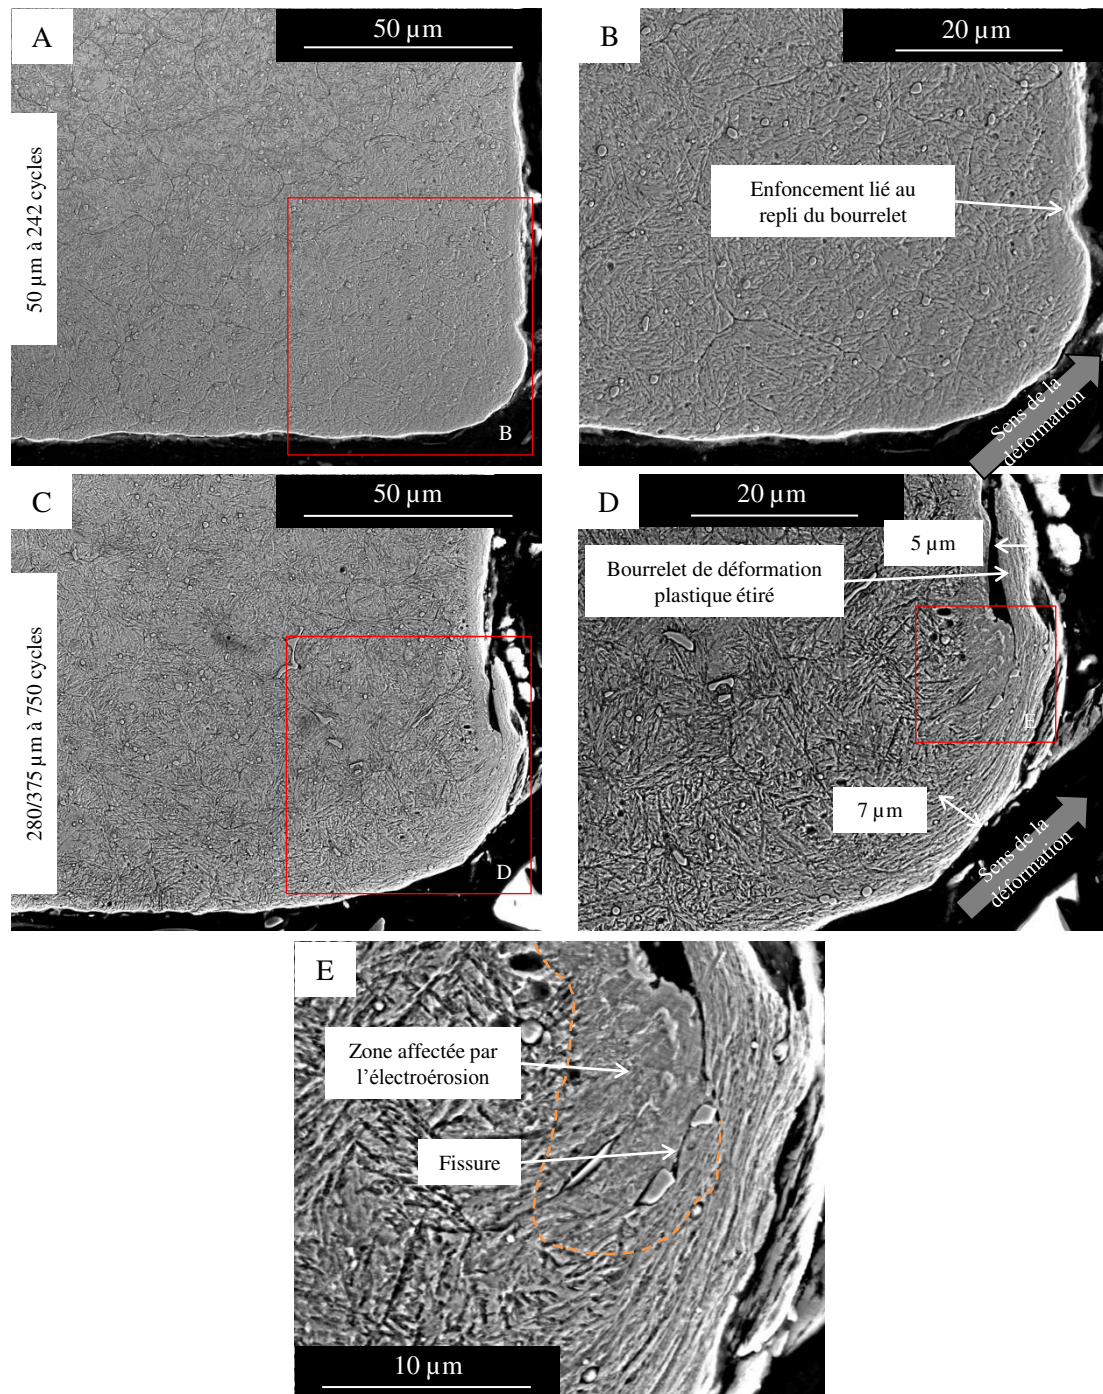 A
50 µm
50 µm à 242 cycles
B
B
20 µm
Enfoncement lié au
repli du bourrelet
Sens de la
déformation
C
50 µm
280/375 µm à 750 cycles
D
D
20 µm
5 µm
Bourrelet de déformation
plastique étiré
E
7 µm
Sens de la
déformation
E
Zone affectée par
l’électroérosion
Fissure
10 µm